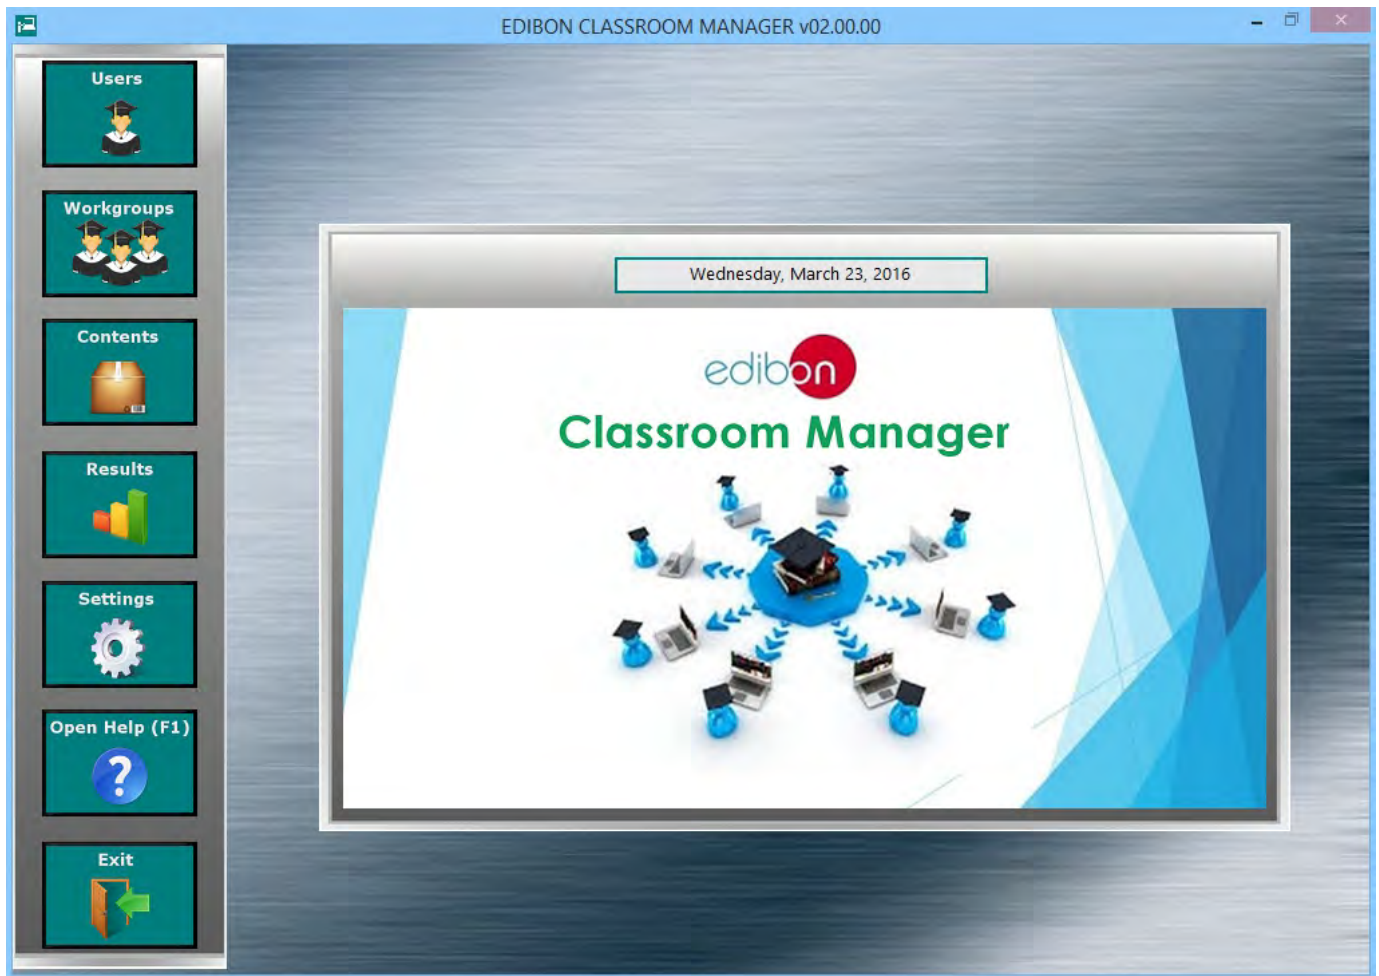 EDIBON CLASSROOM MANAGER v02.00.00
Users
Workgroups
Contents
Results
Settings
Open Help (F1)
?
Exit
Wednesday, March 23, 2016
edibon
Classroom Manager